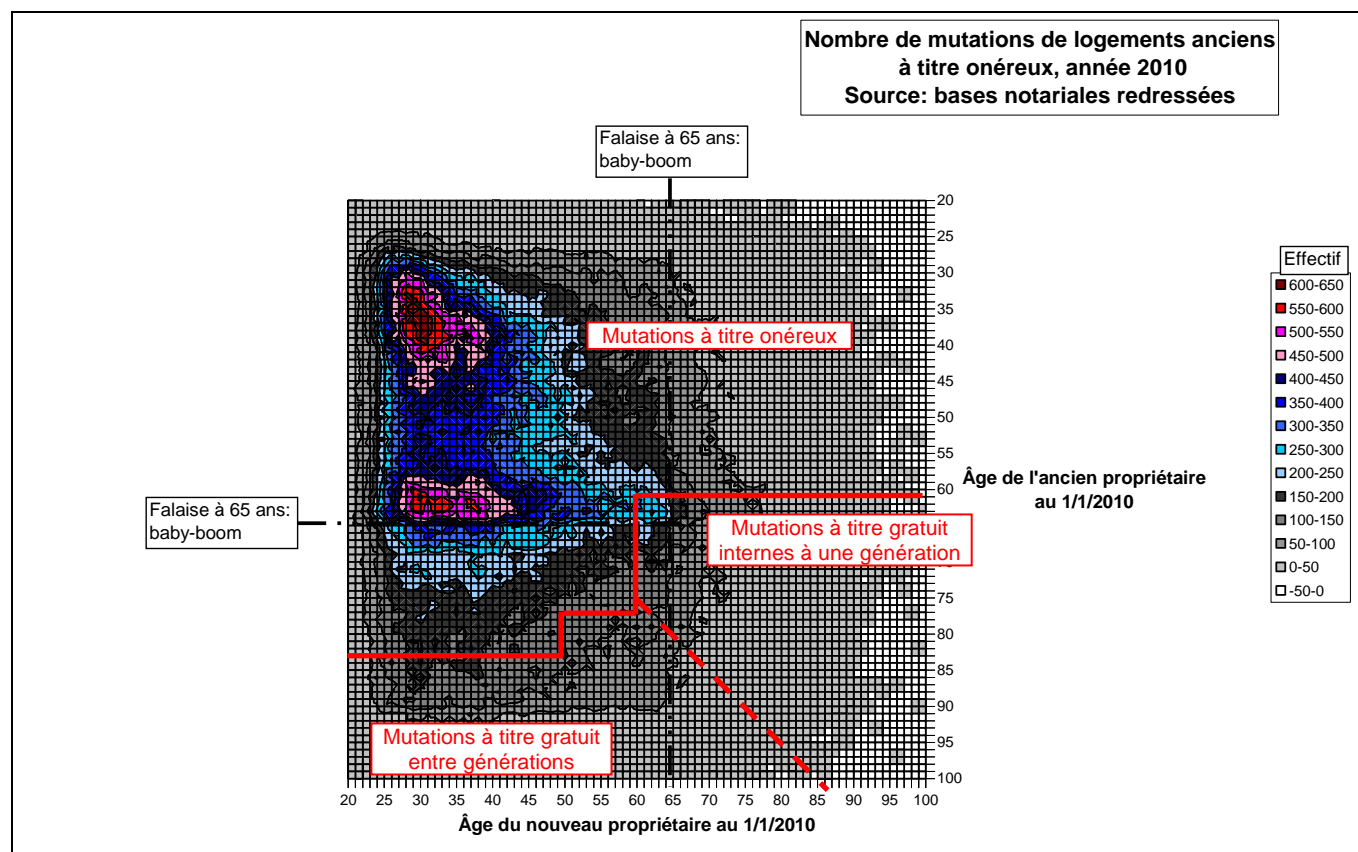 Nombre de mutations de logements anciens
à titre onéreux, année 2010
Source: bases notariales redressées
Falaise à 65 ans:
baby-boom
20
25
30
35
40
45
50
55
60
75
80
85
90
95
100
Effectif
600-650
550-600
500-550
450-500
400-450
350-400
300-350
250-300
200-250
150-200
100-150
50-100
0-50
-50-0
Mutations à titre onéreux
Âge de l'ancien propriétaire
au 1/1/2010
Falaise à 65 ans:
baby-boom
Mutations à titre gratuit
internes à une génération
Mutations à titre gratuit
entre générations
20 25 30 35 40 45 50 55 60 65 70 75 80 85 90 95 100
Âge du nouveau propriétaire au 1/1/2010